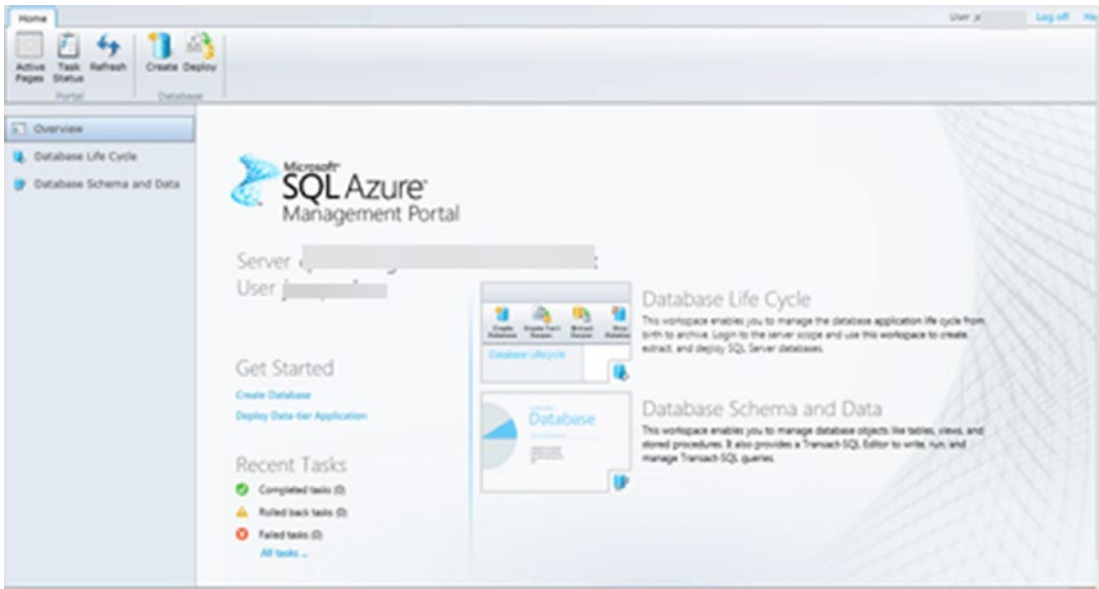 Home
User
Log off
Active Pages
Task Status
Refresh
Create
Deploy
Portal
Database
Overview
Database Life Cycle
Database Schema and Data
Microsoft
SQL Azure
Management Portal
Server
User
Get Started
Create Database
Deploy Data-tier Application
Recent Tasks
Completed tasks (0)
Rolled back tasks (0)
Failed tasks (0)
All tasks ...
Database Lifecycle
Database
Database Life Cycle
This workspace enables you to manage the database application life cycle from
birth to archive. Login to the server scope and use this workspace to create,
extract, and deploy SQL Server databases.
Database Schema and Data
This workspace enables you to manage database objects like tables, views, and
stored procedures. It also provides a Transact-SQL Editor to write, run, and
manage Transact-SQL queries.